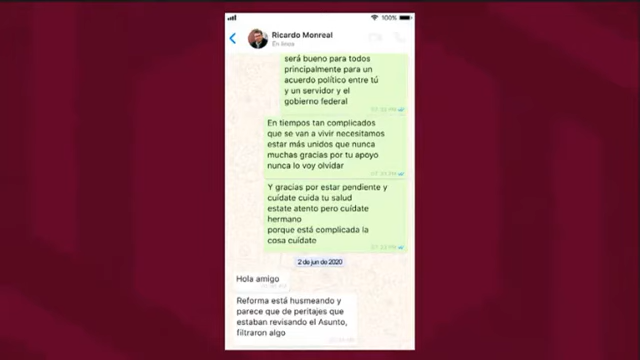 100%
Ricardo Monreal
En línea
será bueno para todos
principalmente para un
acuerdo político entre tú
y un servidor y el
gobierno federal
En tiempos tan complicados
que se van a vivir necesitamos
estar más unidos que nunca
muchas gracias por tu apoyo
nunca lo voy olvidar
Y gracias por estar pendiente y
cuídate cuida tu salud
estate atento pero cuídate
hermano
porque está complicada la
cosa cuídate
2 de jun de 2020
Hola amigo
Reforma está husmeando y
parece que de peritajes que
estaban revisando el Asunto,
filtraron algo